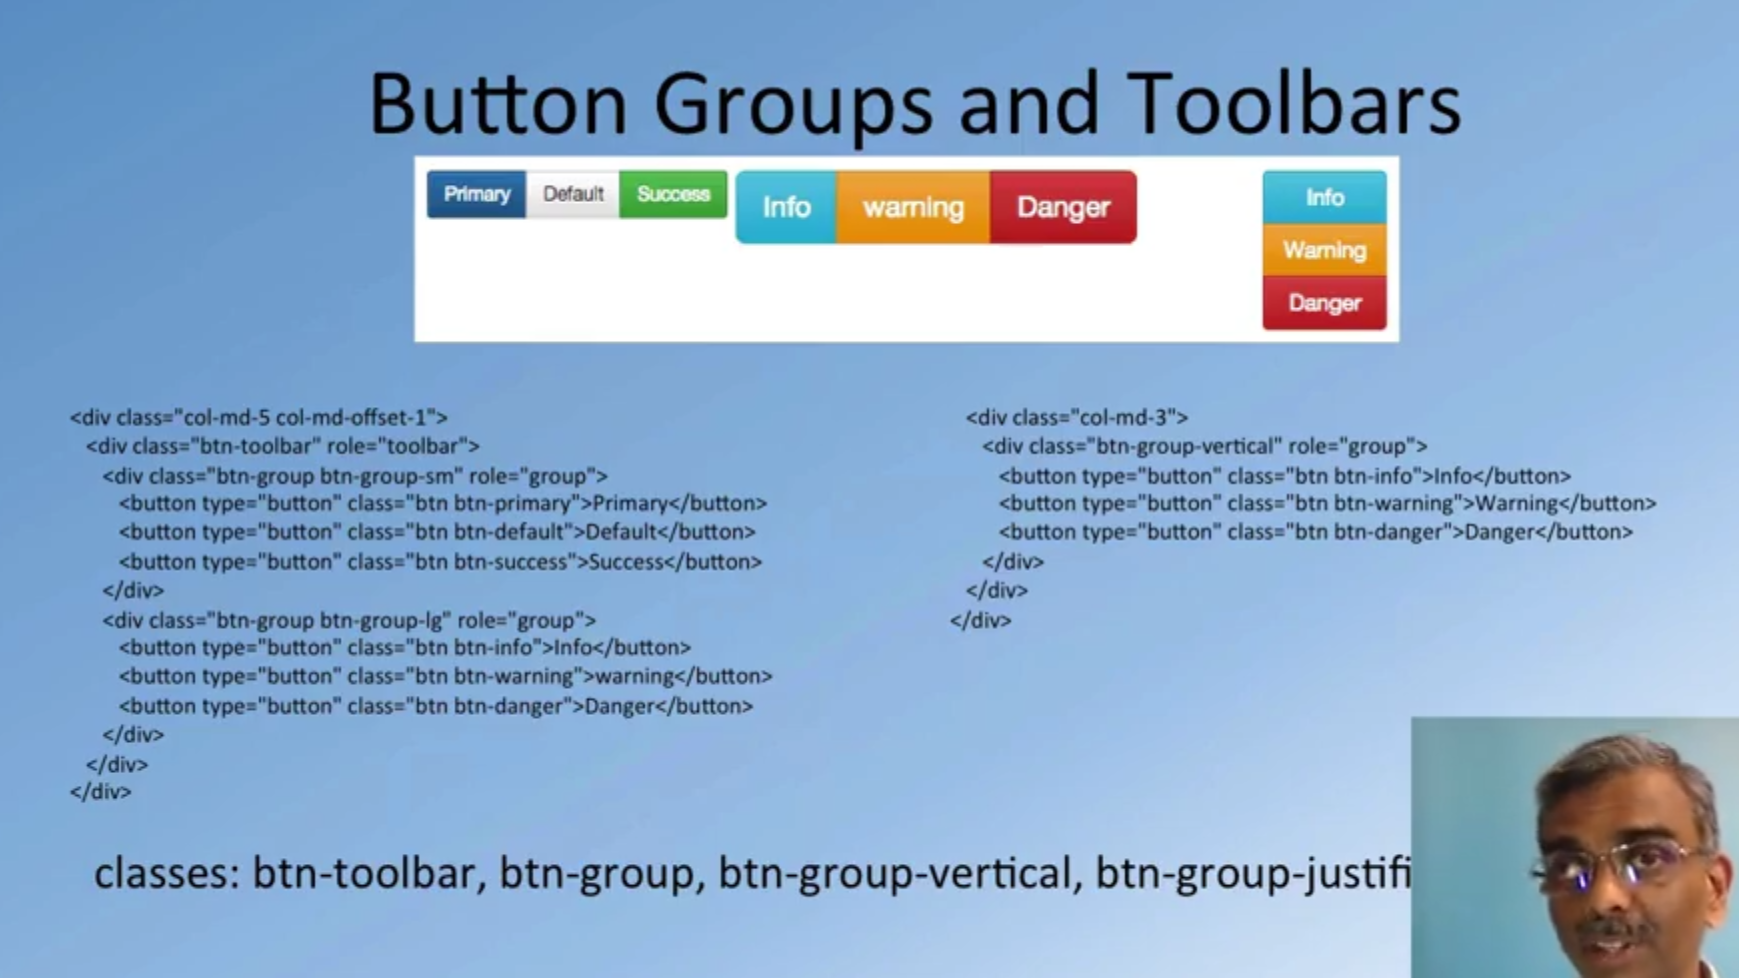 Button Groups and Toolbars
Primary Default Success Info warning Danger
Info
Warning
Danger
<div class="col-md-5 col-md-offset-1">
<div class="btn-toolbar" role="toolbar">
<div class="btn-group btn-group-sm" role="group">
<button type="button" class="btn btn-primary">Primary</button>
<button type="button" class="btn btn-default">Default</button>
<button type="button" class="btn btn-success">Success</button>
</div>
<div class="btn-group btn-group-lg" role="group">
<button type="button" class="btn btn-info">Info</button>
<button type="button" class="btn btn-warning">warning</button>
<button type="button" class="btn btn-danger">Danger</button>
</div>
</div>
</div>
<div class="col-md-3">
<div class="btn-group-vertical" role="group">
<button type="button" class="btn btn-info">Info</button>
<button type="button" class="btn btn-warning">Warning</button>
<button type="button" class="btn btn-danger">Danger</button>
</div>
</div>
</div>
classes: btn-toolbar, btn-group, btn-group-vertical, btn-group-justifi